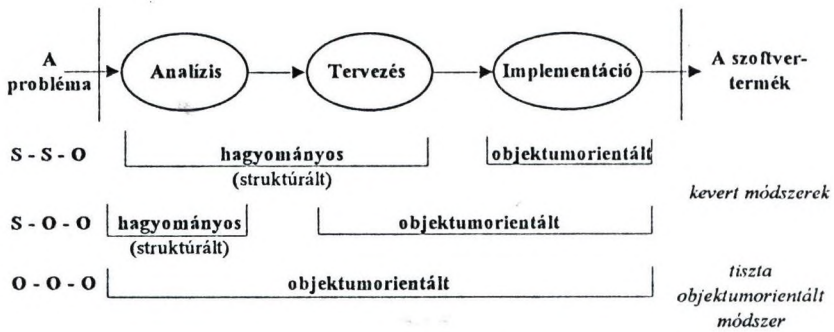 A
probléma
Analízis
Tervezés
Implementáció
A szoftver-
termék
S - S - O
hagyományos
(struktúrált)
objektumorientált
kevert módszerek
S - O - O
hagyományos
(struktúrált)
objektumorientált
O - O - O
objektumorientált
tiszta
objektumorientált
módszer